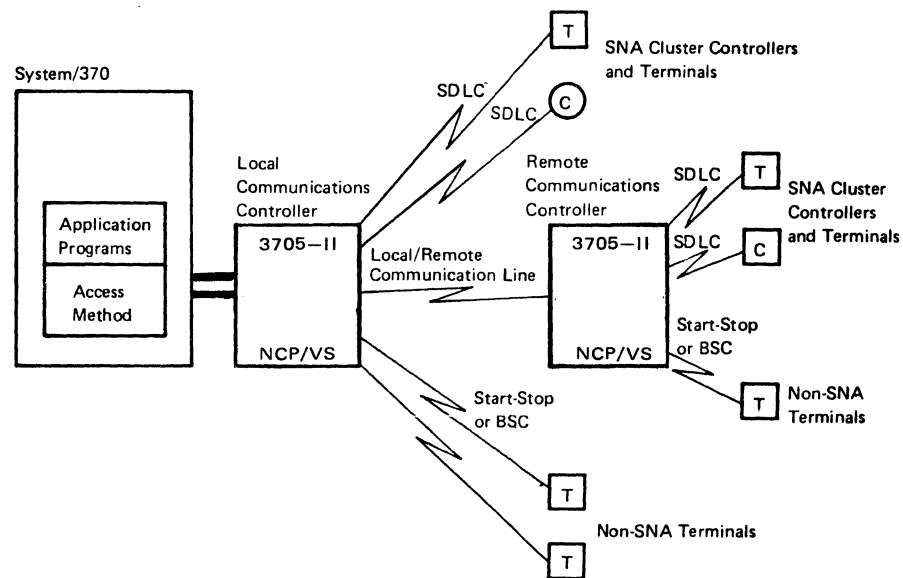 System/370
Application
Programs
Access
Method
Local
Communications
Controller
3705-II
NCP/VS
SDLC
SDLC
T
SNA Cluster Controllers
and Terminals
C
Local/Remote
Communication Line
Remote
Communications
Controller
3705-II
NCP/VS
SDLC
T
SDLC
C
SNA Cluster
Controllers
and Terminals
Start-Stop
or BSC
T
Non-SNA
Terminals
Start-Stop
or BSC
T
Non-SNA Terminals
T